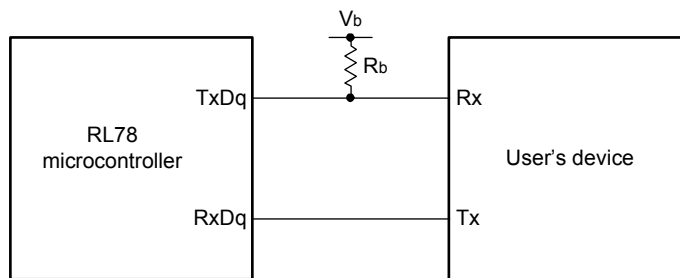 Vb
Rb
TxDq
Rx
RL78
microcontroller
User's device
RxDq
Tx